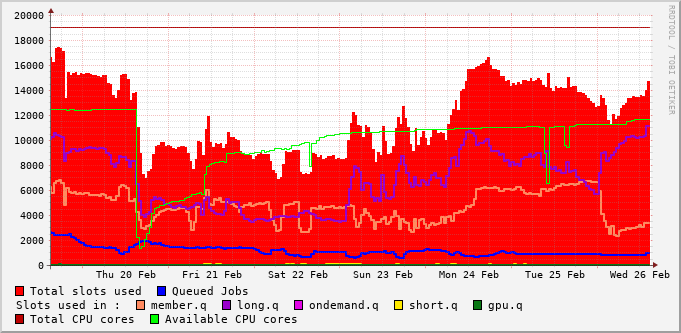 20000
18000
16000
14000
12000
10000
8000
6000
4000
2000
0
Thu 20 Feb Fri 21 Feb Sat 22 Feb Sun 23 Feb Mon 24 Feb Tue 25 Feb Wed 26 Feb
Total slots used Queued Jobs
Slots used in : member.q long.q ondemand.q short.q gpu.q
Total CPU cores Available CPU cores
RRDTOOL / TOBI OETIKER